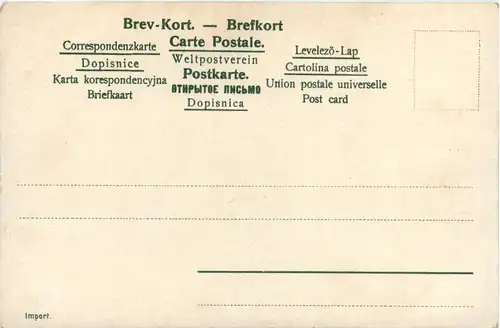 Brev-Kort. — Brefkort
Correspondenzkarte
Dopisnice
Karta korespondencyjna
Briefkaart
Carte Postale.
Weltpostverein
Postkarte.
ОТКРЫТОЕ ПИСЬМО
Dopisnica
Levelező-Lap
Cartolina postale
Union postale universelle
Post card
Import.